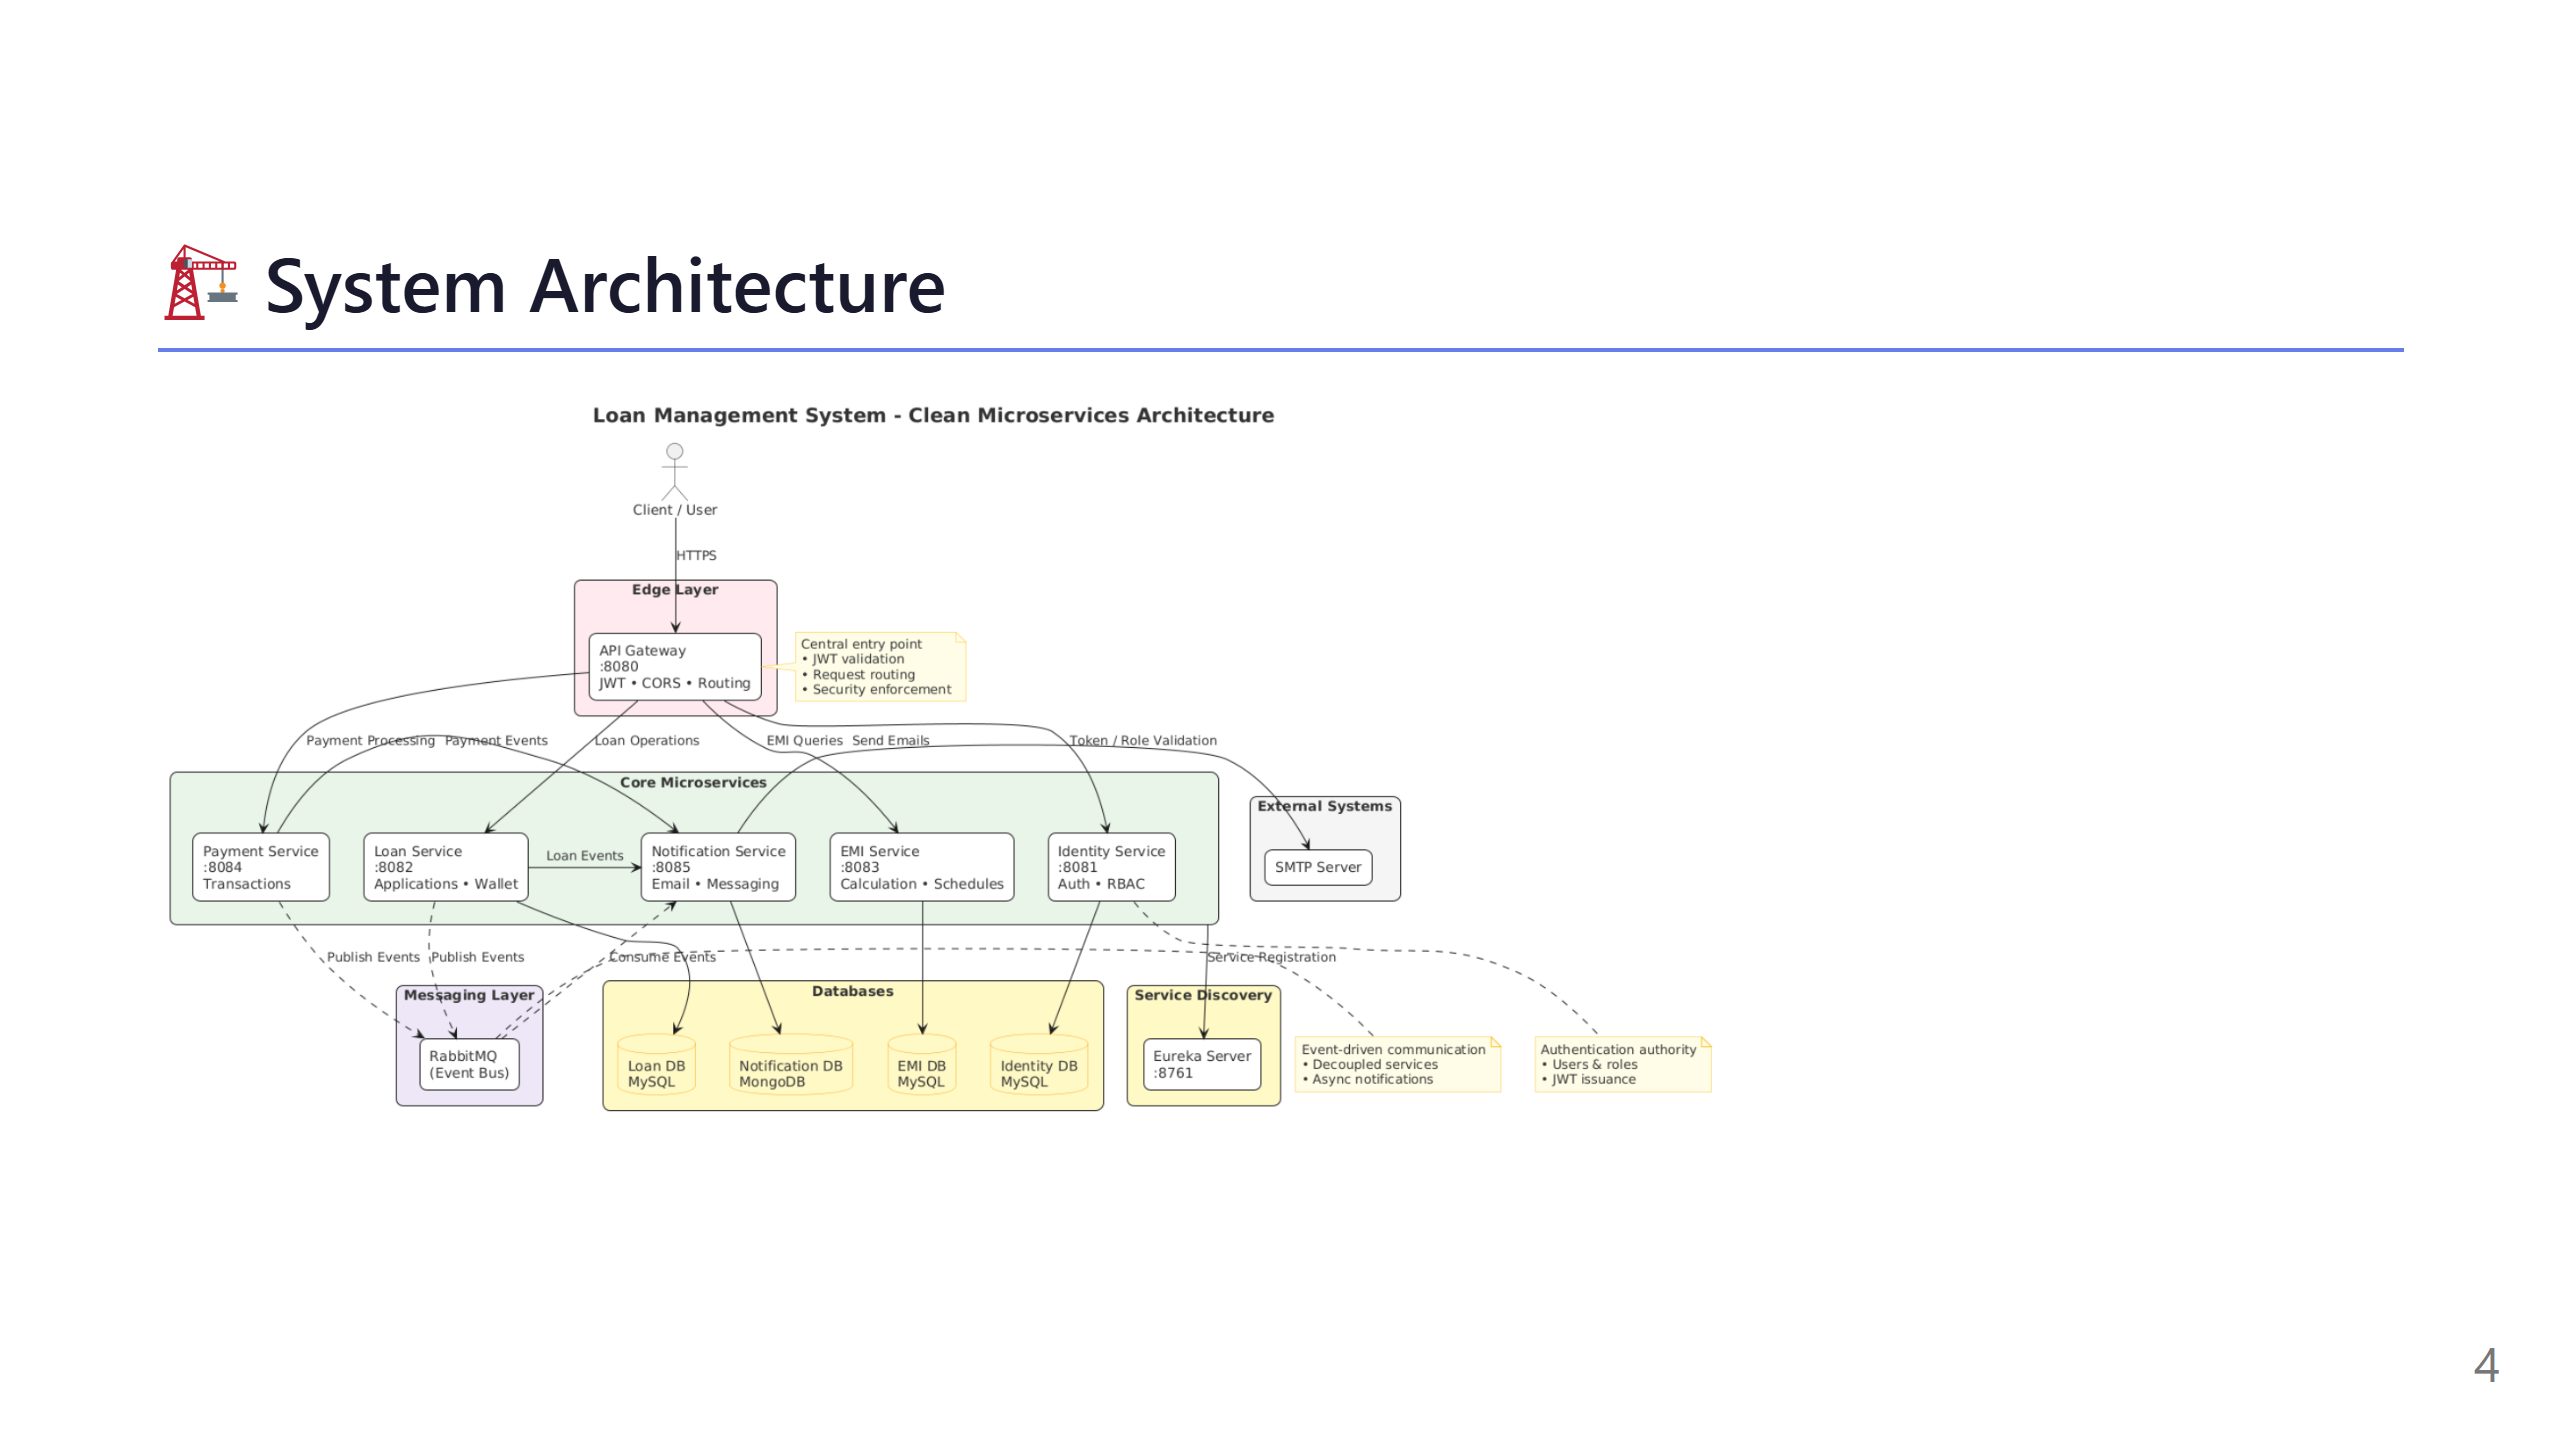 System Architecture
Loan Management System - Clean Microservices Architecture
Client / User
HTTPS
Edge Layer
API Gateway
:8080
JWT • CORS • Routing
Central entry point
• JWT validation
• Request routing
• Security enforcement
Payment Processing
Payment Events
Loan Operations
EMI Queries
Send Emails
Token / Role Validation
Core Microservices
Payment Service
:8084
Transactions
Loan Service
:8082
Applications • Wallet
Loan Events
Notification Service
:8085
Email • Messaging
EMI Service
:8083
Calculation • Schedules
Identity Service
:8081
Auth • RBAC
External Systems
SMTP Server
Publish Events
Publish Events
Consume Events
Service Registration
Messaging Layer
RabbitMQ
(Event Bus)
Databases
Loan DB
MySQL
Notification DB
MongoDB
EMI DB
MySQL
Identity DB
MySQL
Service Discovery
Eureka Server
:8761
Event-driven communication
• Decoupled services
• Async notifications
Authentication authority
• Users & roles
• JWT issuance
4